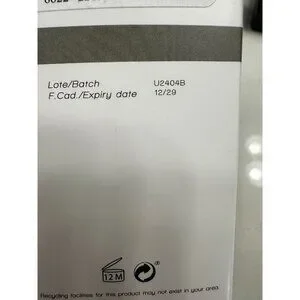 Lote/Batch U2404B
F.Cad./Expiry date 12/29
12M
Recycling facilities for this product may not exist in your area.